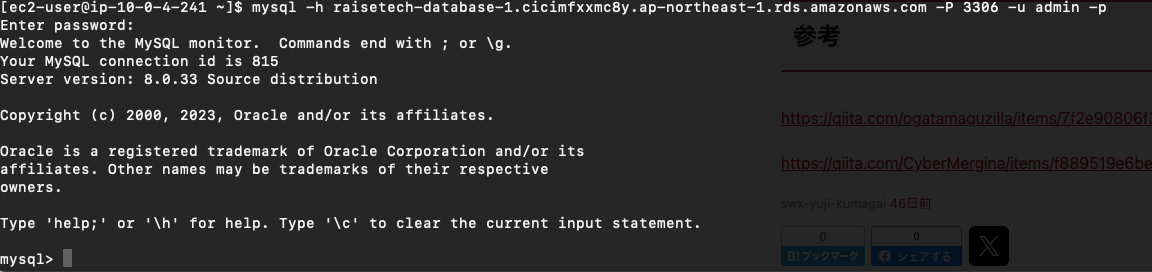 [ec2-user@ip-10-0-4-241 ~]$ mysql -h raisetech-database-1.cicimfxxmc8y.ap-northeast-1.rds.amazonaws.com -P 3306 -u admin -p
Enter password:
Welcome to the MySQL monitor.  Commands end with ; or \g.
Your MySQL connection id is 815
Server version: 8.0.33 Source distribution
Copyright (c) 2000, 2023, Oracle and/or its affiliates.
Oracle is a registered trademark of Oracle Corporation and/or its
affiliates. Other names may be trademarks of their respective
owners.
Type 'help;' or '\h' for help. Type '\c' to clear the current input statement.
mysql>
参考
https://qiita.com/ogatamaquzilla/items/7f2e90806f
https://qiita.com/CyberMergina/items/f889519e6be
swx-yuji-kumagai 46日前
0
B!ブックマーク
0
シェアする
X